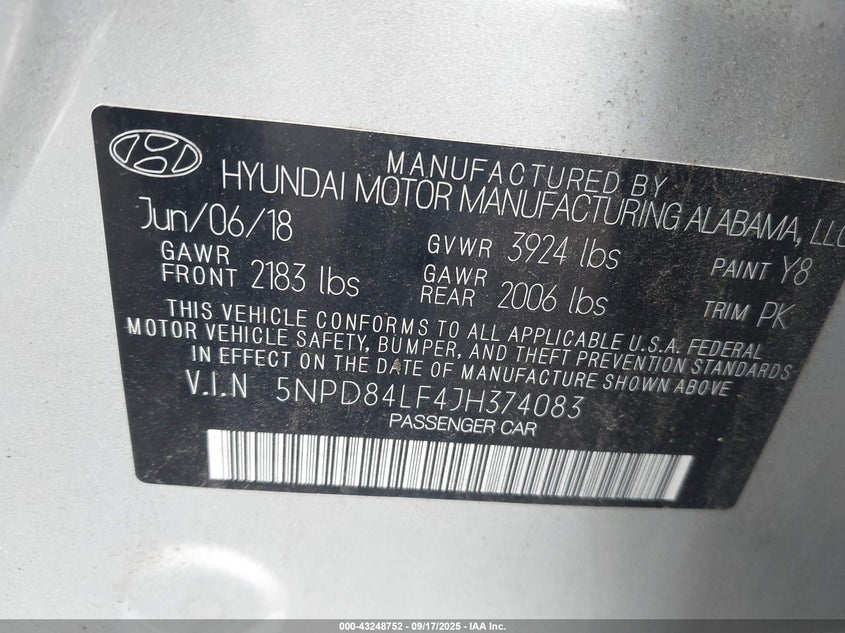 MANUFACTURED BY
HYUNDAI MOTOR MANUFACTURING ALABAMA, LLC
Jun/06/18
GVWR 3924 lbs
PAINT Y8
GAWR
FRONT 2183 lbs
GAWR
REAR 2006 lbs
TRIM PK
THIS VEHICLE CONFORMS TO ALL APPLICABLE U.S.A. FEDERAL
MOTOR VEHICLE SAFETY, BUMPER, AND THEFT PREVENTION STANDARDS
IN EFFECT ON THE DATE OF MANUFACTURE SHOWN ABOVE
V.I.N 5NPD84LF4JH374083
PASSENGER CAR
000-43248752 - 09/17/2025 - IAA Inc.